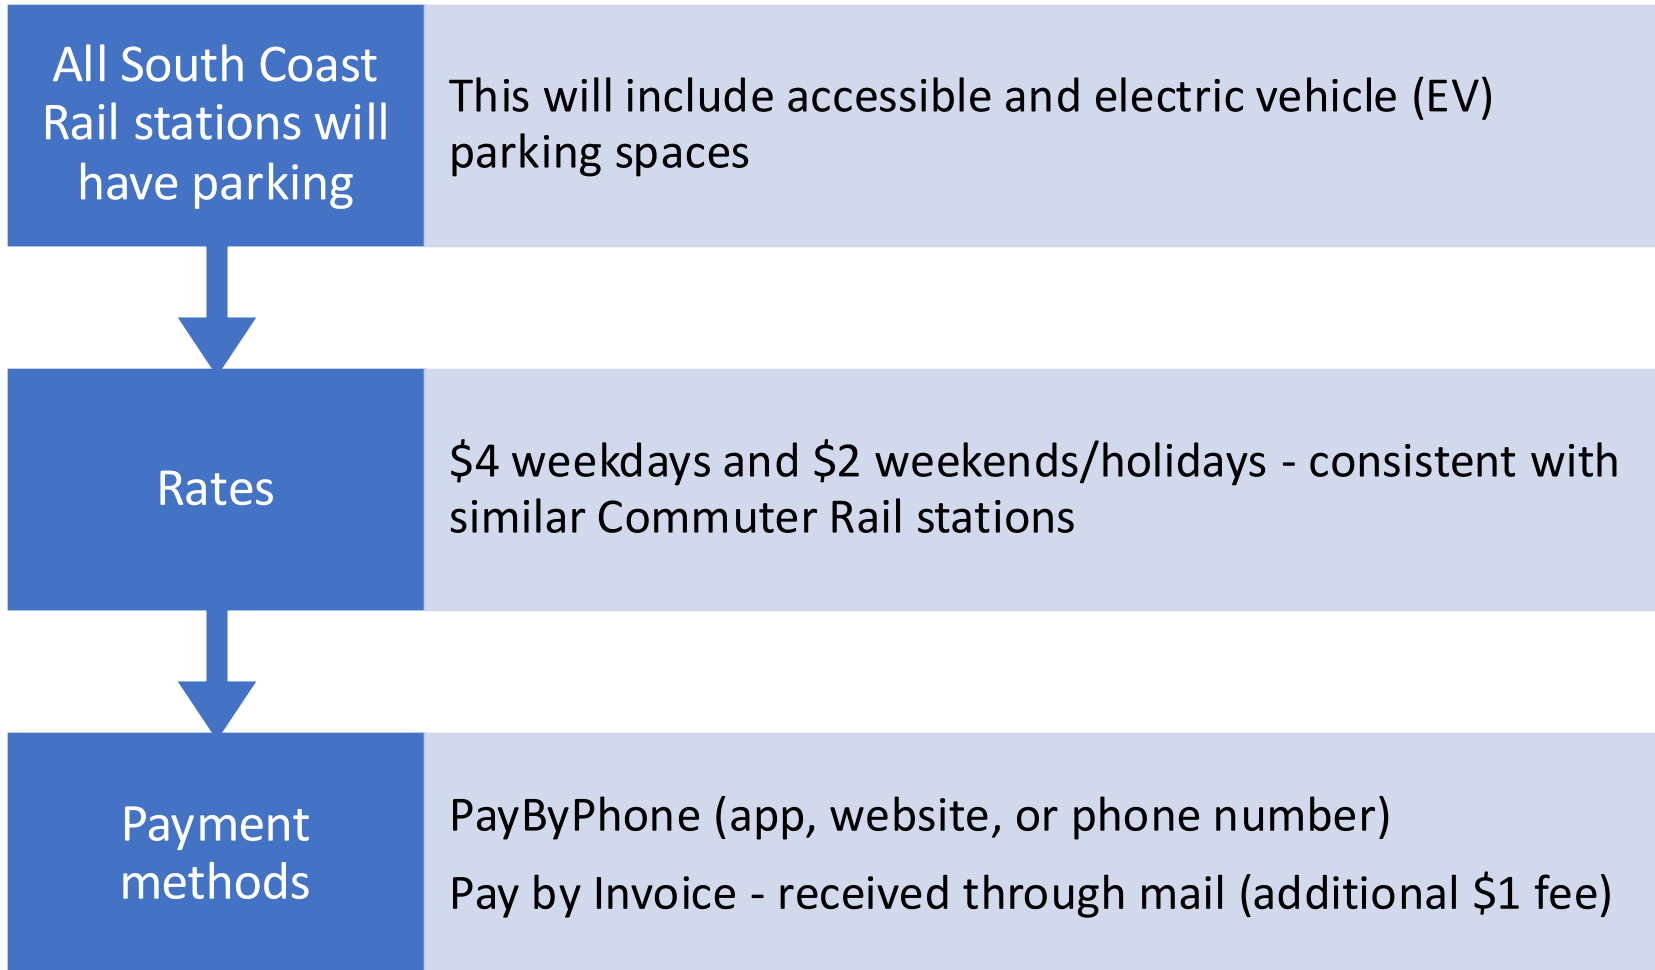 All South Coast
Rail stations will
have parking
This will include accessible and electric vehicle (EV)
parking spaces
Rates
$4 weekdays and $2 weekends/holidays - consistent with
similar Commuter Rail stations
Payment
methods
PayByPhone (app, website, or phone number)
Pay by Invoice - received through mail (additional $1 fee)